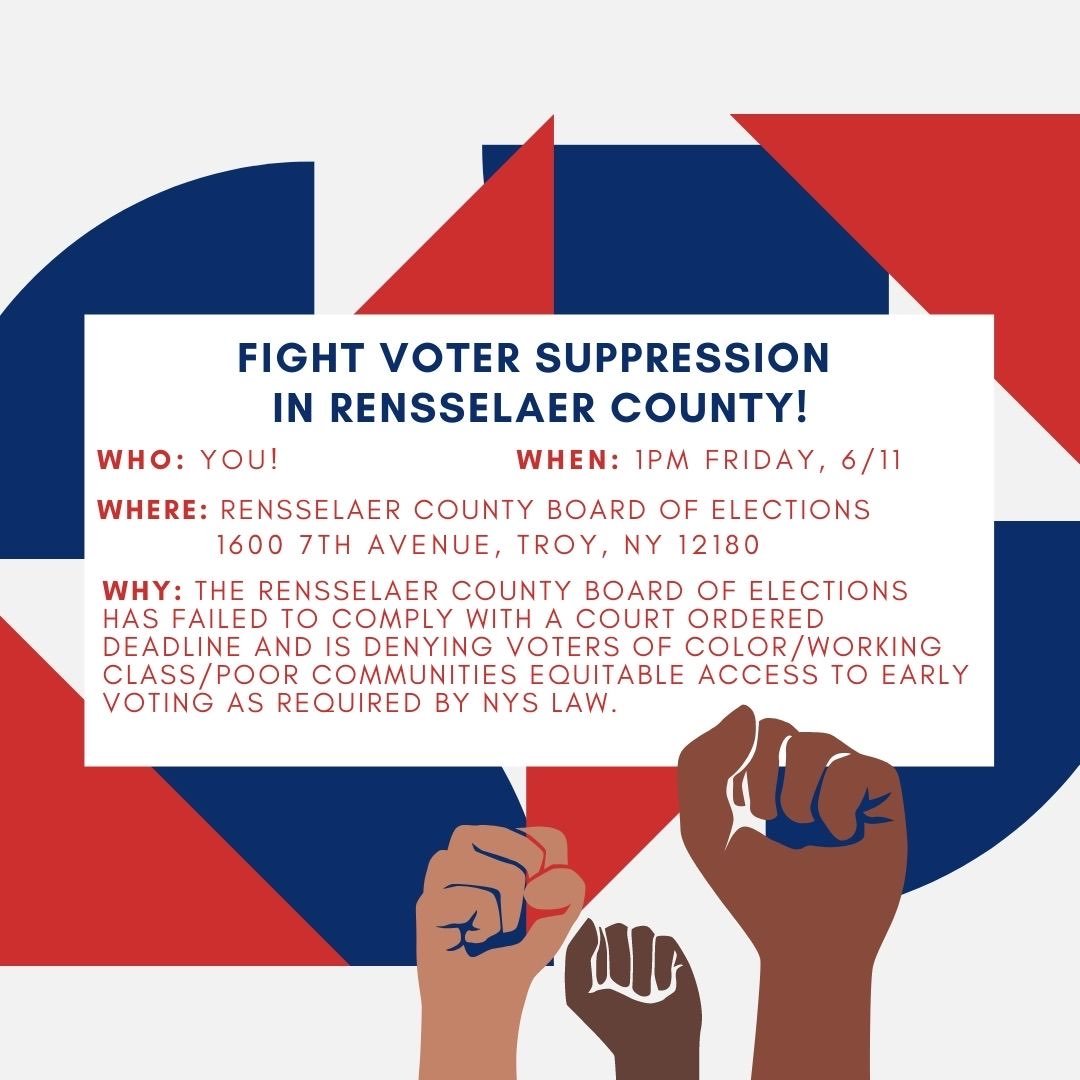 FIGHT VOTER SUPPRESSION
IN RENSSELAER COUNTY!
WHO: YOU!
WHEN: 1PM FRIDAY, 6/11
WHERE: RENSSELAER COUNTY BOARD OF ELECTIONS
1600 7TH AVENUE, TROY, NY 12180
WHY: THE RENSSELAER COUNTY BOARD OF ELECTIONS
HAS FAILED TO COMPLY WITH A COURT ORDERED
DEADLINE AND IS DENYING VOTERS OF COLOR/WORKING
CLASS/POOR COMMUNITIES EQUITABLE ACCESS TO EARLY
VOTING AS REQUIRED BY NYS LAW.